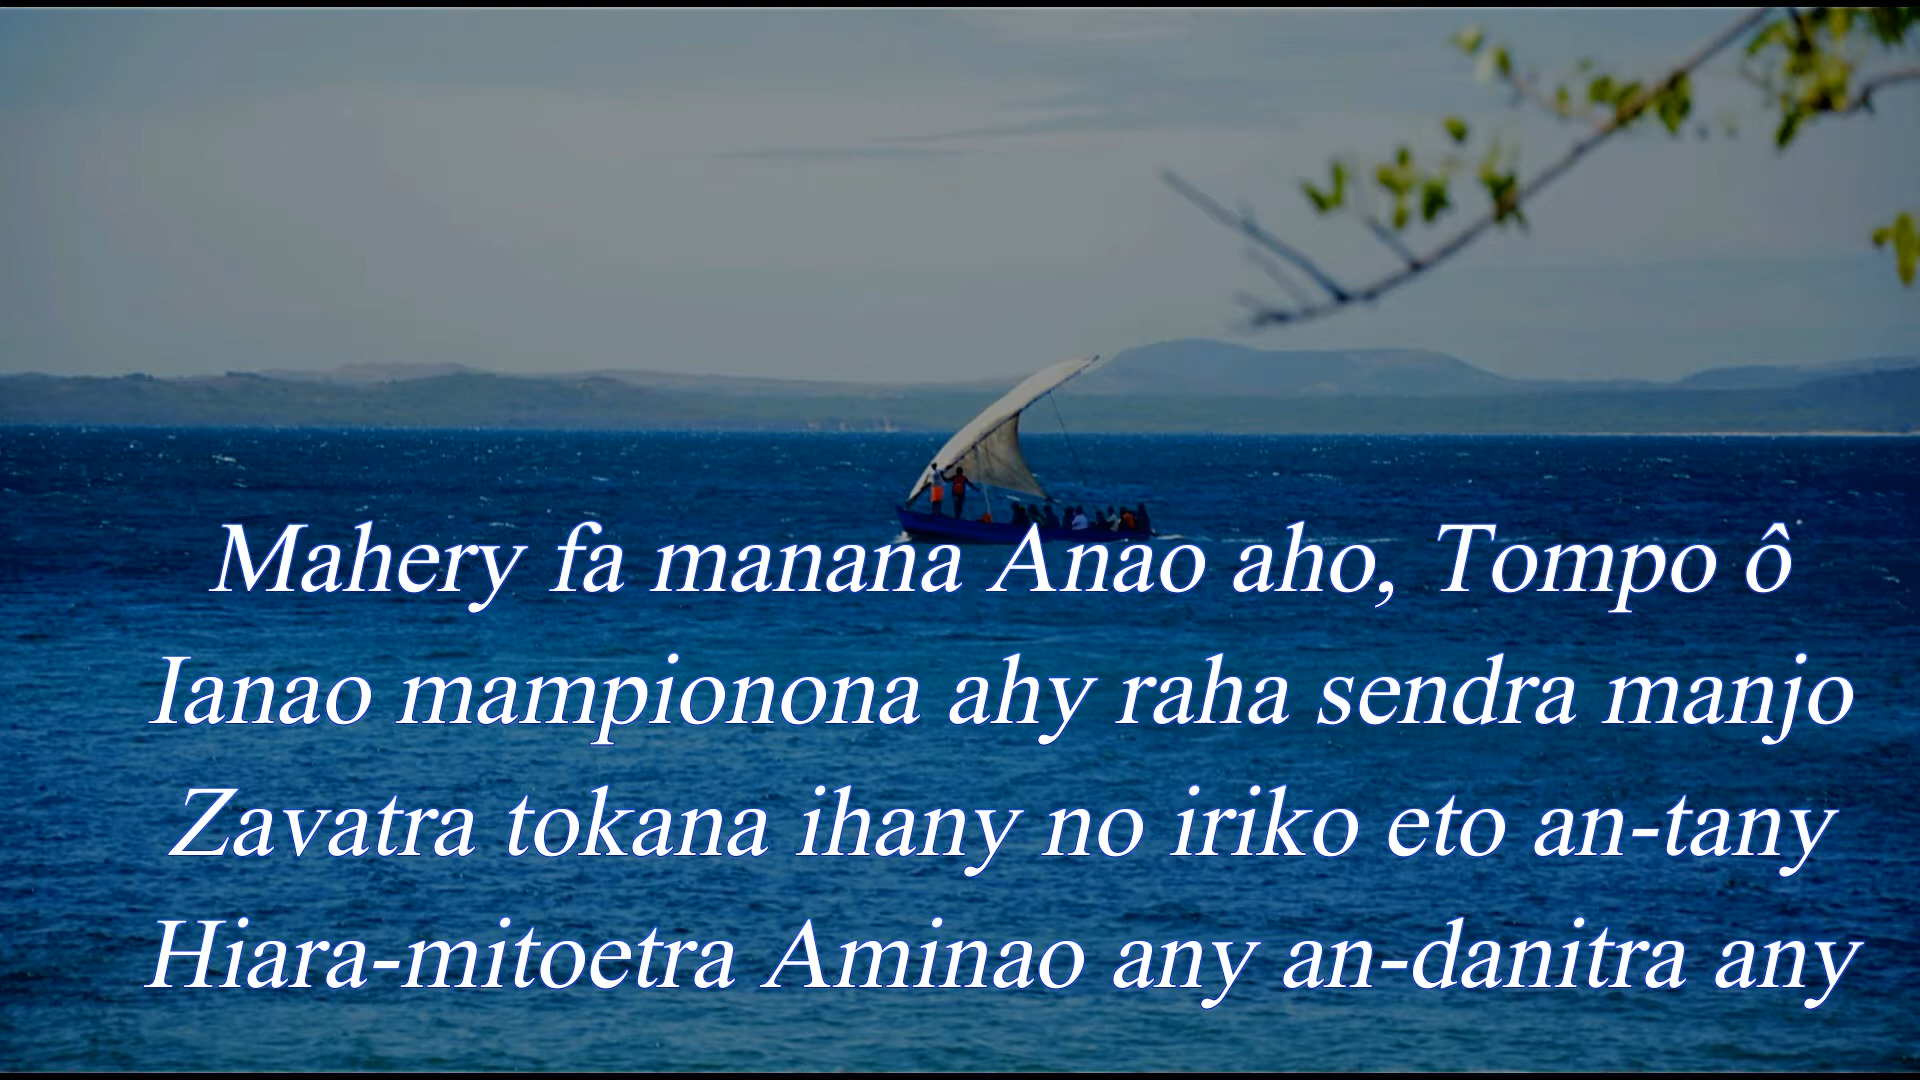 Mahery fa manana Anao aho, Tompo ô
Ianao mampionona ahy raha sendra manjo
Zavatra tokana ihany no iriko eto an-tany
Hiara-mitoetra Aminao any an-danitra any